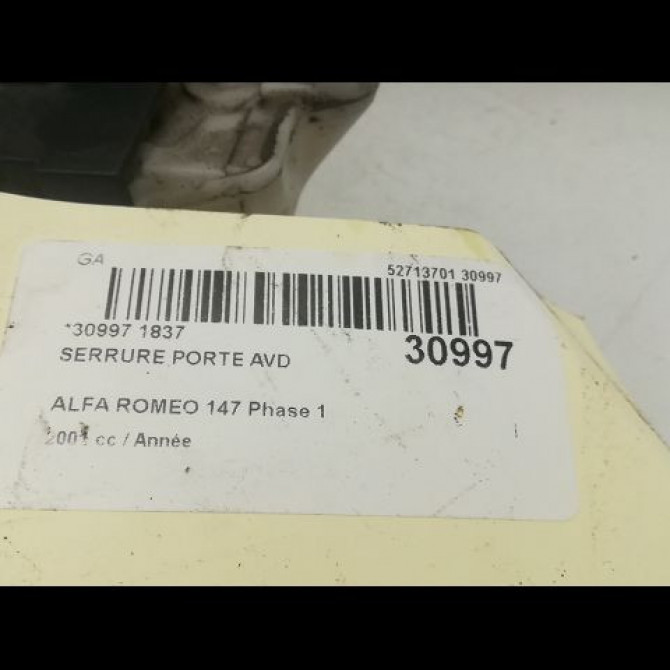 GA
52713701 30997
*30997 1837
30997
SERRURE PORTE AVD
ALFA ROMEO 147 Phase 1
cc / Année